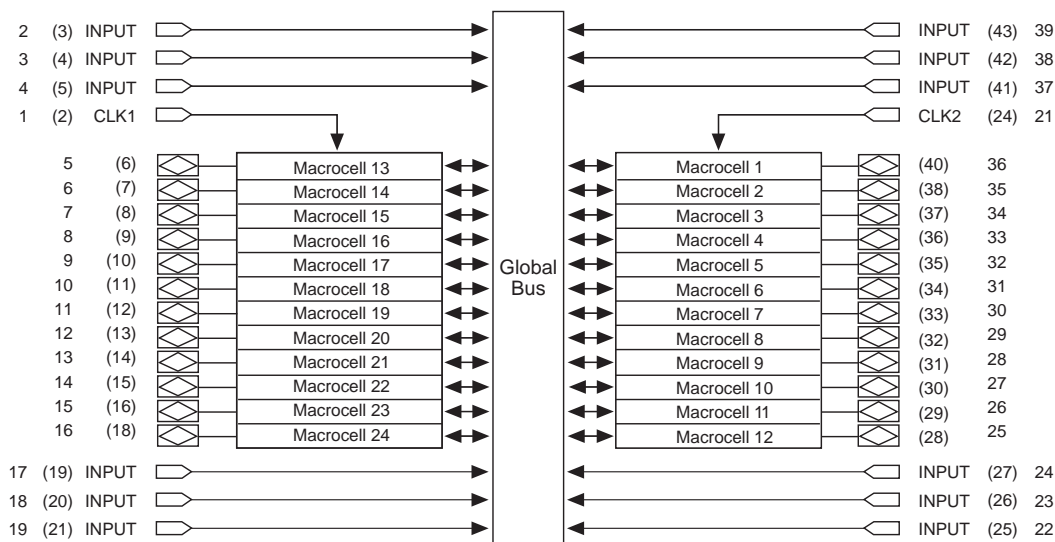 2 (3) INPUT INPUT (43) 39
3 (4) INPUT INPUT (42) 38
4 (5) INPUT INPUT (41) 37
1 (2) CLK1 CLK2 (24) 21
5 (6) Macrocell 13 Macrocell 1 (40) 36
6 (7) Macrocell 14 Macrocell 2 (38) 35
7 (8) Macrocell 15 Macrocell 3 (37) 34
8 (9) Macrocell 16 Macrocell 4 (36) 33
9 (10) Macrocell 17 Global Macrocell 5 (35) 32
10 (11) Macrocell 18 Bus Macrocell 6 (34) 31
11 (12) Macrocell 19 Macrocell 7 (33) 30
12 (13) Macrocell 20 Macrocell 8 (32) 29
13 (14) Macrocell 21 Macrocell 9 (31) 28
14 (15) Macrocell 22 Macrocell 10 (30) 27
15 (16) Macrocell 23 Macrocell 11 (29) 26
16 (18) Macrocell 24 Macrocell 12 (28) 25
17 (19) INPUT INPUT (27) 24
18 (20) INPUT INPUT (26) 23
19 (21) INPUT INPUT (25) 22